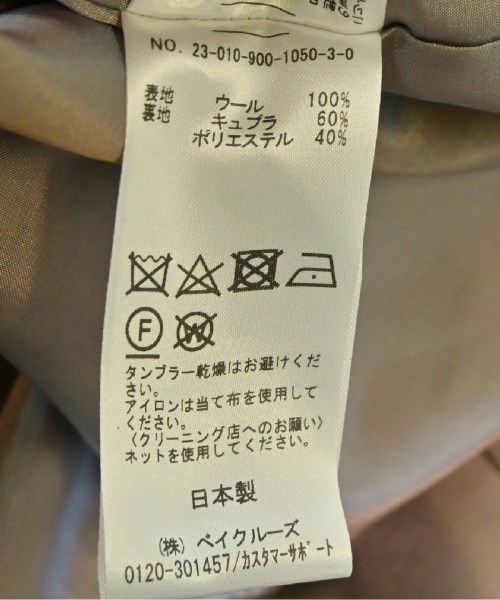 NO. 23-010-900-1050-3-0
表地 ウール 100%
裏地 キュプラ 60%
ポリエステル 40%
F
W
タンブラー乾燥はお避けくだ
さい。
アイロンは当て布を使用して
ください。
〈クリーニング店へのお願い〉
ネットを使用してください。
日本製
(株) ベイクルーズ
0120-301457/カスタマーサポート